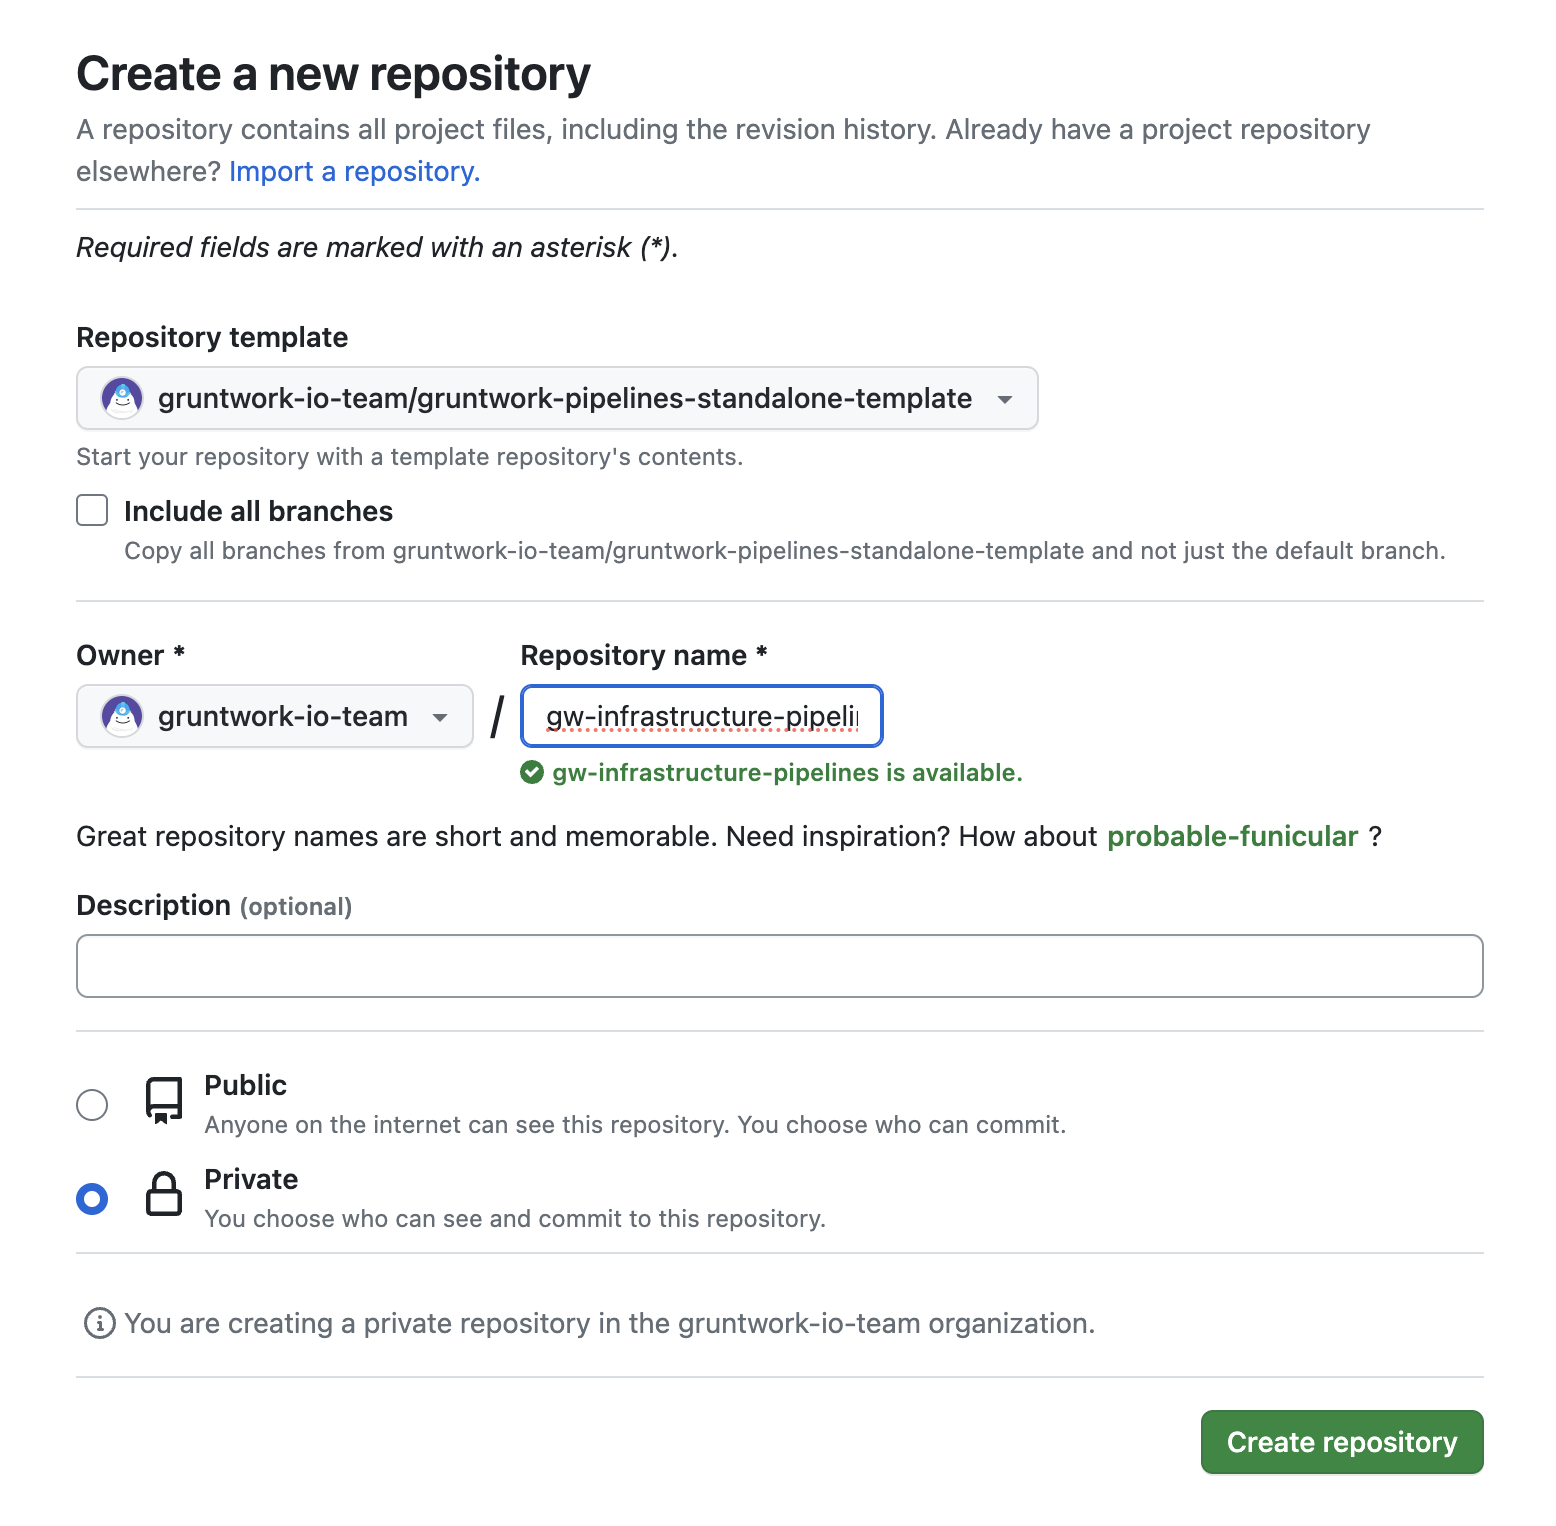 Create a new repository
A repository contains all project files, including the revision history. Already have a project repository
elsewhere? Import a repository.
Required fields are marked with an asterisk (*).
Repository template
gruntwork-io-team/gruntwork-pipelines-standalone-template
Start your repository with a template repository's contents.
Include all branches
Copy all branches from gruntwork-io-team/gruntwork-pipelines-standalone-template and not just the default branch.
Owner * Repository name *
gruntwork-io-team / gw-infrastructure-pipelin
gw-infrastructure-pipelines is available.
Great repository names are short and memorable. Need inspiration? How about probable-funicular ?
Description (optional)
Public
Anyone on the internet can see this repository. You choose who can commit.
Private
You choose who can see and commit to this repository.
You are creating a private repository in the gruntwork-io-team organization.
Create repository